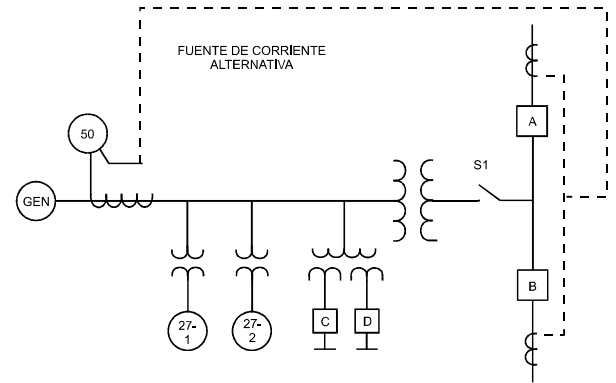 FUENTE DE CORRIENTE
ALTERNATIVA
50
A
S1
GEN
B
C
D
27-
1
27-
2